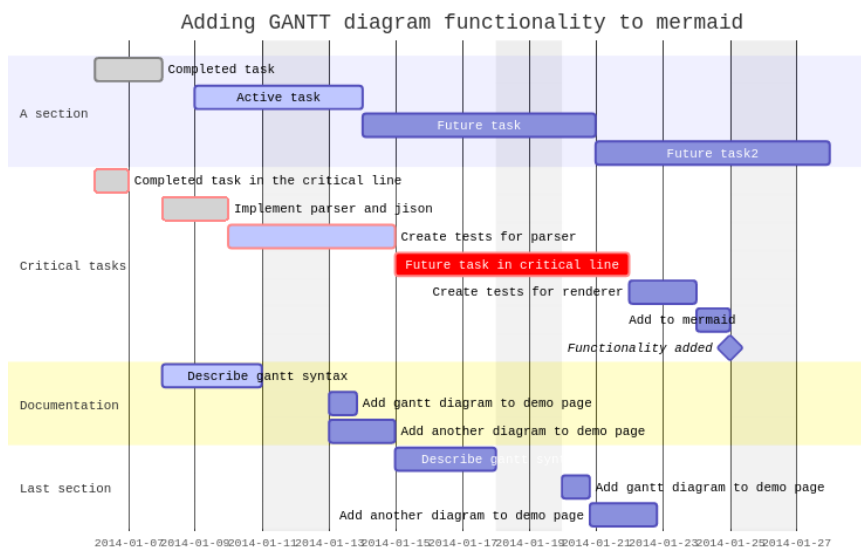 Adding GANTT diagram functionality to mermaid
Completed task
Active task
A section
Future task
Future task2
Completed task in the critical line
Implement parser and jison
Create tests for parser
Critical tasks
Future task in critical line
Create tests for renderer
Add to mermaid
Functionality added
Describe gantt syntax
Documentation
Add gantt diagram to demo page
Add another diagram to demo page
Describe gantt syntax
Last section
Add gantt diagram to demo page
Add another diagram to demo page
2014-01-07 2014-01-09 2014-01-11 2014-01-13 2014-01-15 2014-01-17 2014-01-19 2014-01-21 2014-01-23 2014-01-25 2014-01-27